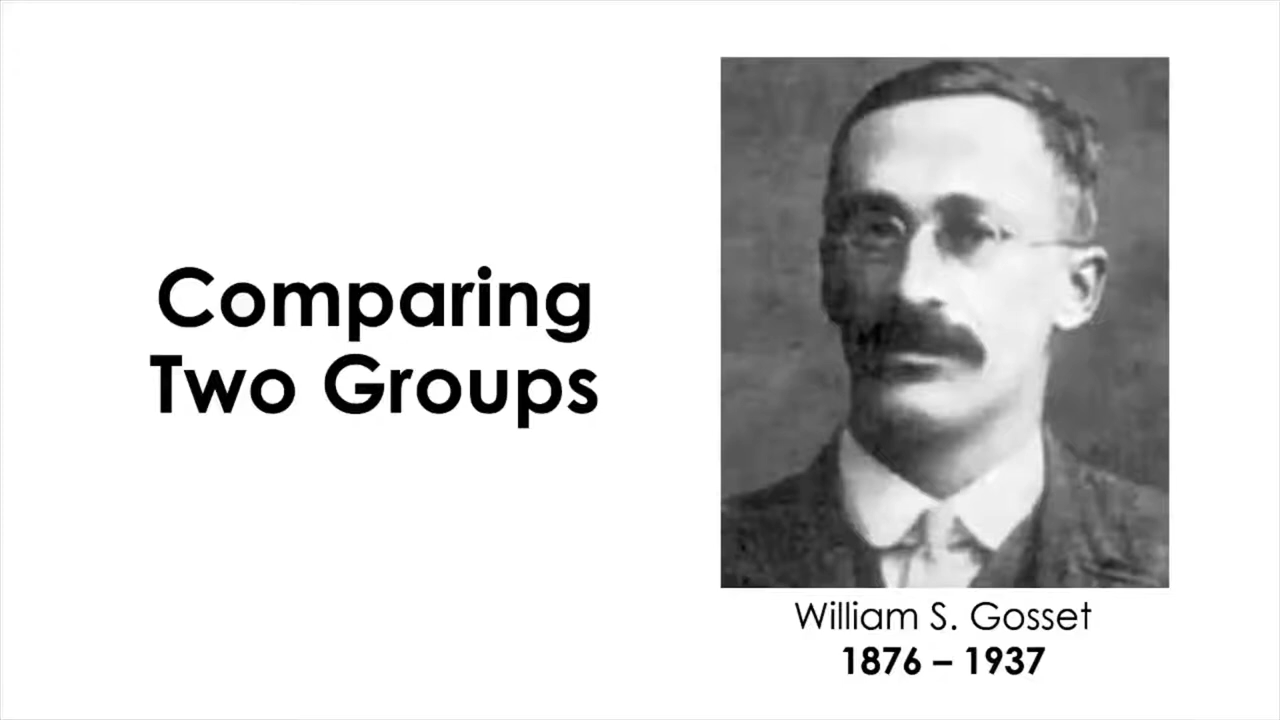 Comparing
Two Groups
William S. Gosset
1876 – 1937